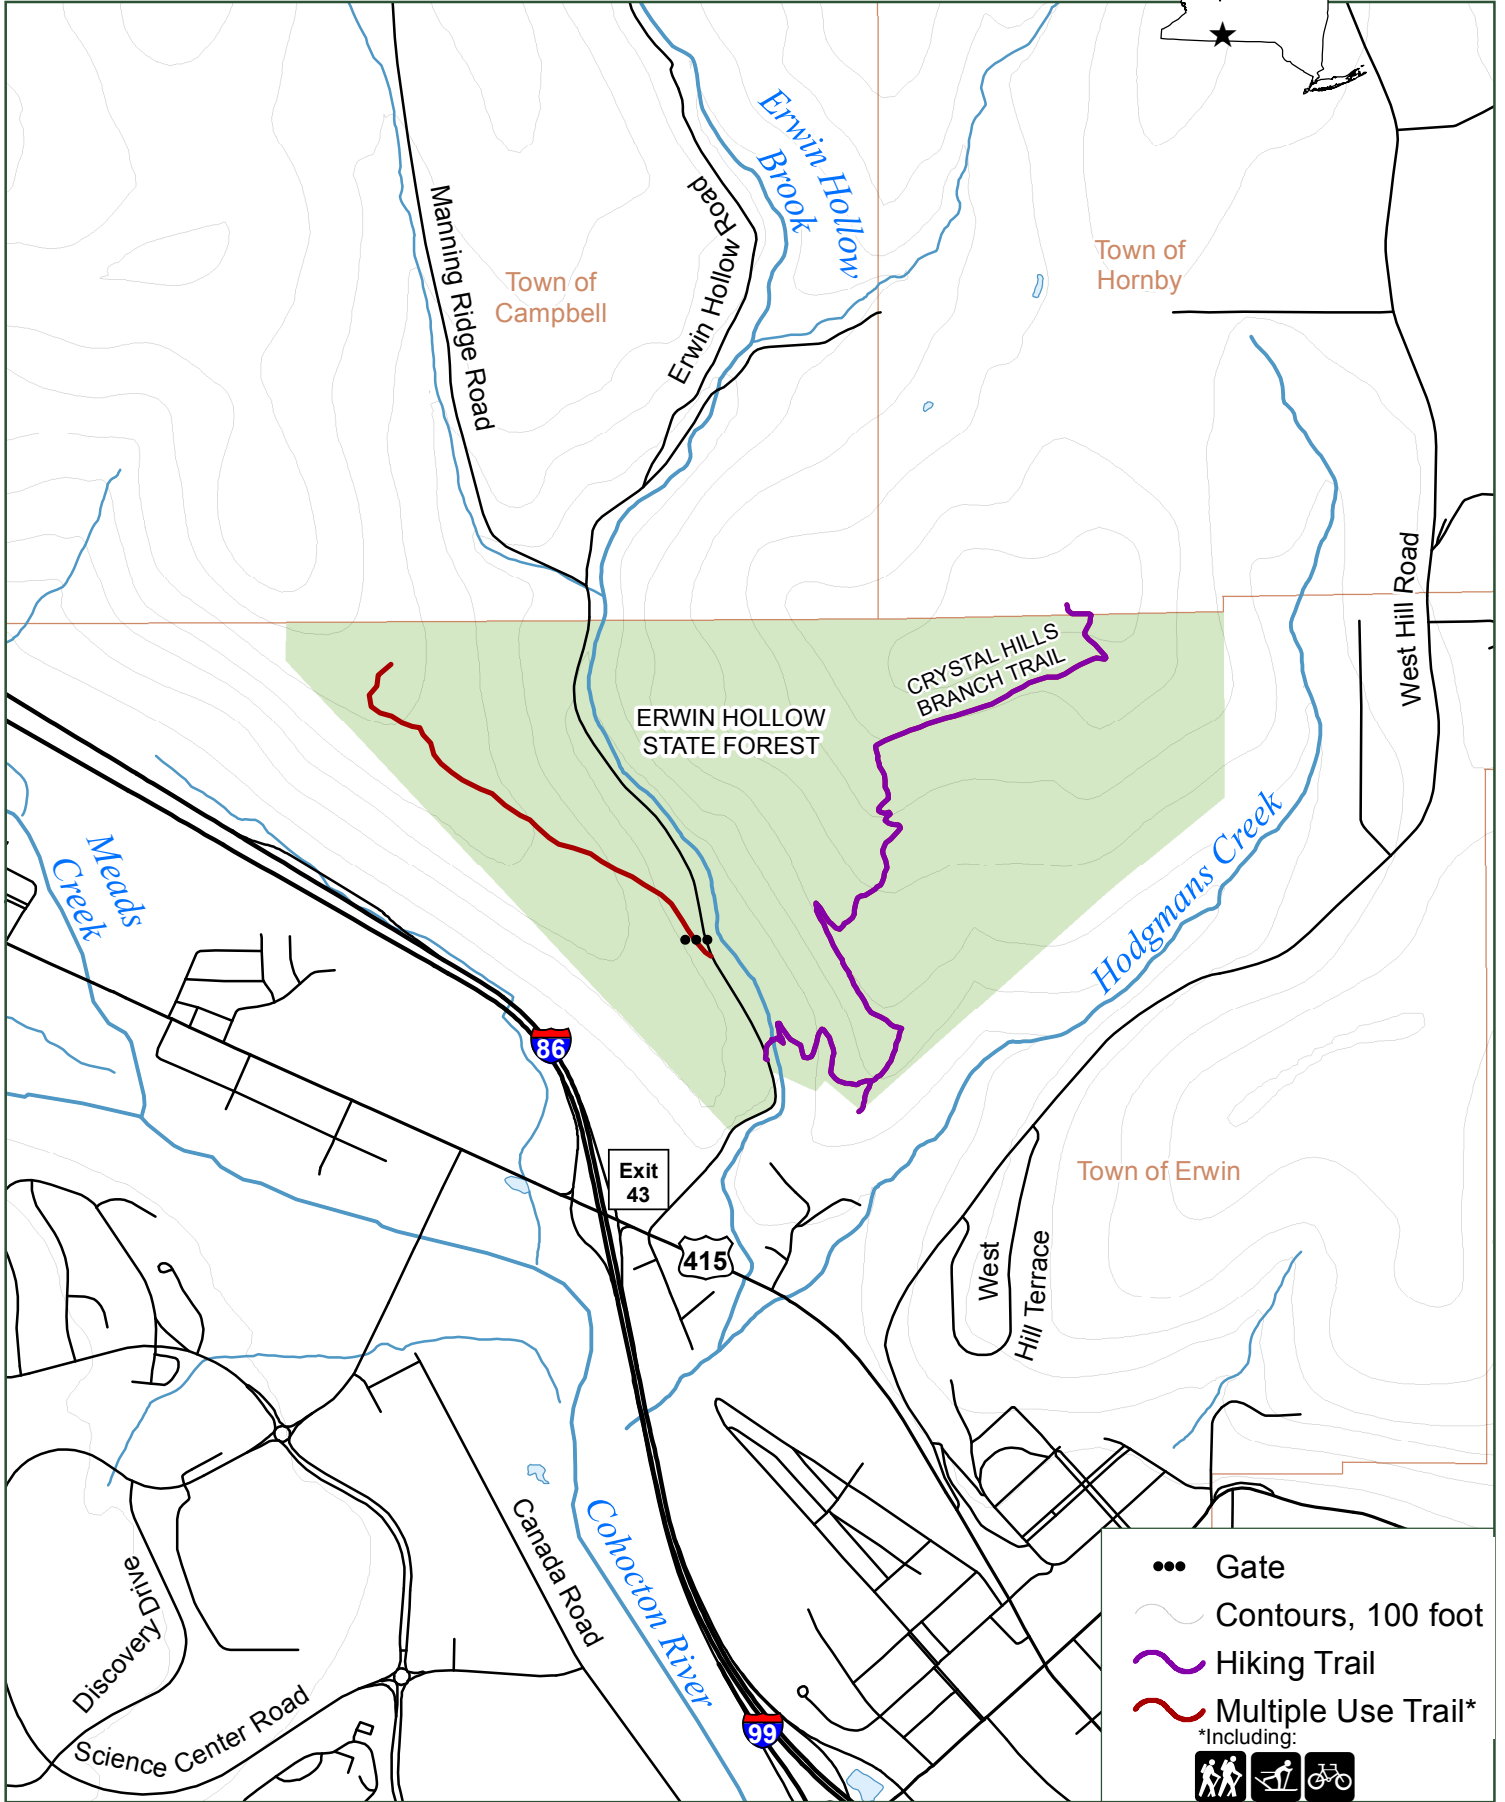 Erwin Hollow
Brook
Manning Ridge Road
Erwin Hollow Road
Town of
Campbell
Town of
Hornby
West Hill Road
CRYSTAL HILLS
BRANCH TRAIL
ERWIN HOLLOW
STATE FOREST
Meads
Creek
Hodgmans Creek
86
Exit
43
415
Town of Erwin
West
Hill Terrace
Canada Road
Cohocton River
Discovery Drive
Science Center Road
99
Gate
Contours, 100 foot
Hiking Trail
Multiple Use Trail*
*Including: